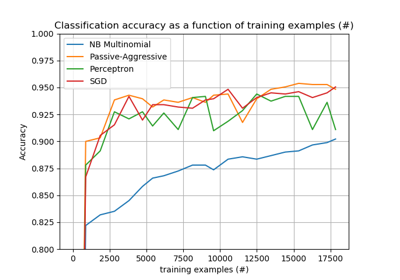 Classification accuracy as a function of training examples (#)
1.000
0.975
0.950
0.925
0.900
0.875
0.850
0.825
0.800
Accuracy
NB Multinomial
Passive-Aggressive
Perceptron
SGD
0 2500 5000 7500 10000 12500 15000 17500
training examples (#)